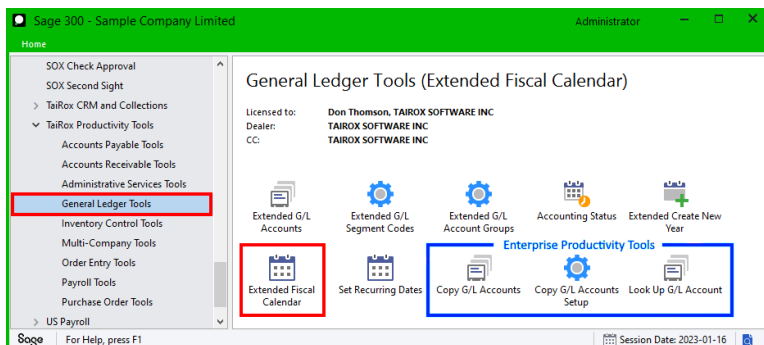 Sage 300 - Sample Company Limited
Administrator
Home
SOX Check Approval
SOX Second Sight
TaiRox CRM and Collections
TaiRox Productivity Tools
Accounts Payable Tools
Accounts Receivable Tools
Administrative Services Tools
General Ledger Tools
Inventory Control Tools
Multi-Company Tools
Order Entry Tools
Payroll Tools
Purchase Order Tools
US Payroll
General Ledger Tools (Extended Fiscal Calendar)
Licensed to: Don Thomson, TAIROX SOFTWARE INC
Dealer: TAIROX SOFTWARE INC
CC: TAIROX SOFTWARE INC
Extended G/L
Accounts
Extended G/L
Segment Codes
Extended G/L
Account Groups
Accounting Status
Extended Create New
Year
Enterprise Productivity Tools
Extended Fiscal
Calendar
Set Recurring Dates
Copy G/L Accounts
Copy G/L Accounts
Setup
Look Up G/L Account
Sage
For Help, press F1
Session Date: 2023-01-16